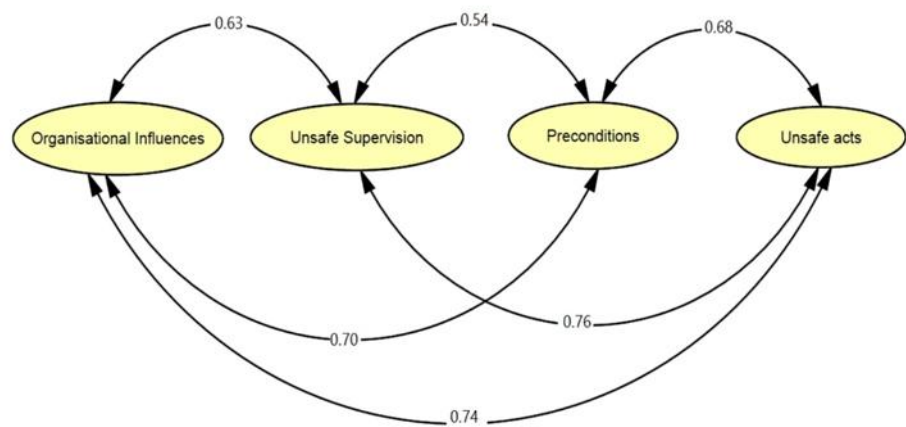 0.63
0.54
0.68
Organisational Influences
Unsafe Supervision
Preconditions
Unsafe acts
0.70
0.76
0.74